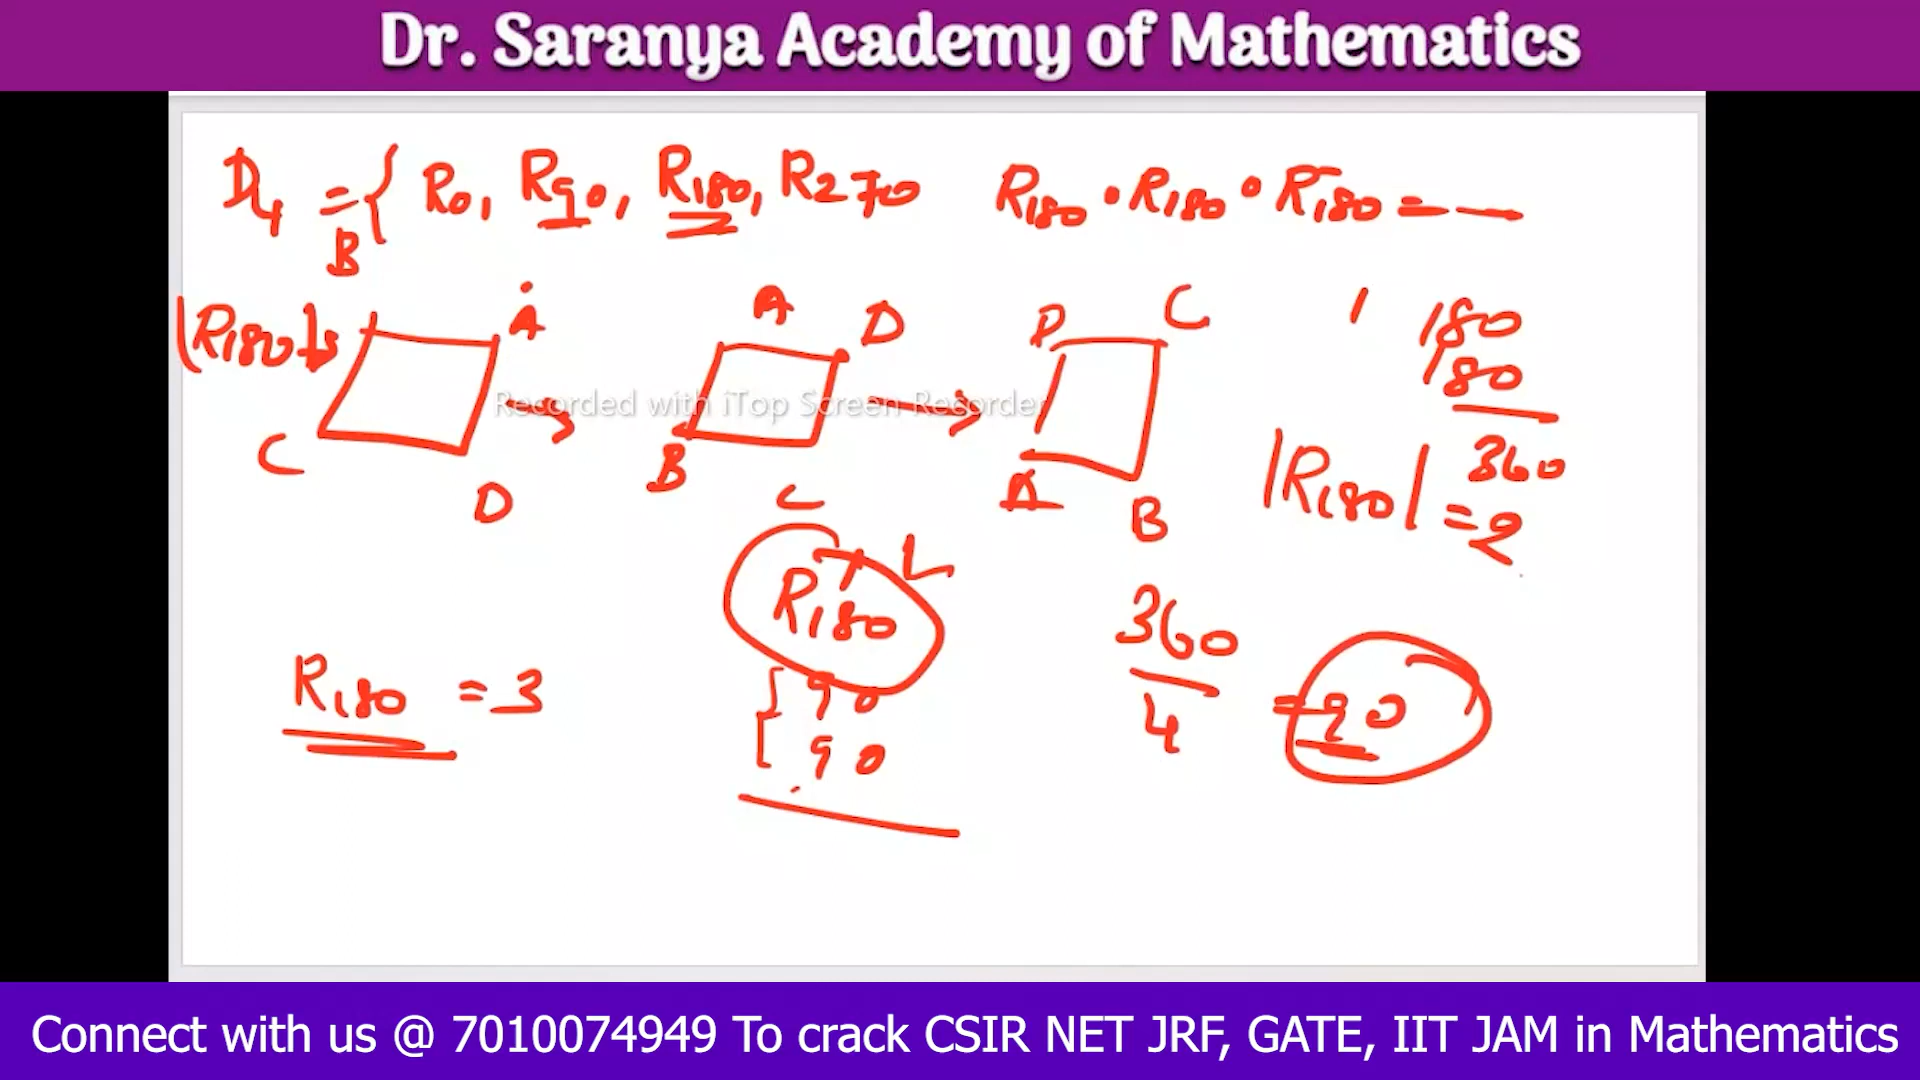 Dr. Saranya Academy of Mathematics
D4 = { R0, R90, R180, R270 R180 · R180 ∘ R180 = —
B A A D D C 1 180
|R180| is 180
Recorded with iTop Screen Recorder
C D B C A B 360
|R180| = 2
R180
R180 = 3 90 360/4 = 90
90
Connect with us @ 7010074949 To crack CSIR NET JRF, GATE, IIT JAM in Mathematics